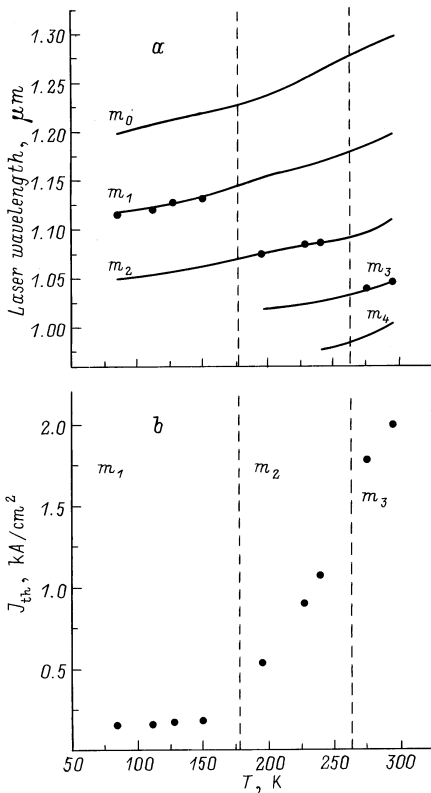 a
1.30
1.25
1.20
1.15
1.10
1.05
1.00
Laser wavelength, μm
m₀
m₁
m₂
m₃
m₄
b
2.0
1.5
1.0
0.5
J_th, kA/cm²
m₁
m₂
m₃
50 100 150 200 250 300
T, K